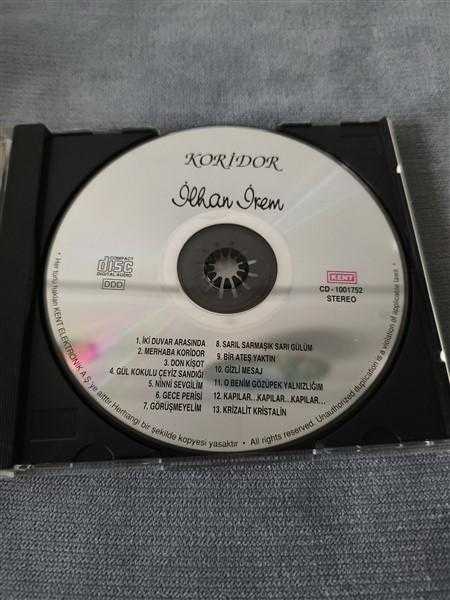 KORİDOR
İlhan İrem
COMPACT
disc
DIGITAL AUDIO
DDD
KENT
CD - 1001752
STEREO
1. İKİ DUVAR ARASINDA
2. MERHABA KORİDOR
3. DON KİŞOT
4. GÜL KOKULU ÇEYİZ SANDIĞI
5. NİNNİ SEVGİLİM
6. GECE PERİSİ
7. GÖRÜŞMEYELİM
8. SARIL SARMAŞIK SARI GÜLÜM
9. BİR ATEŞ YAKTIN
10. GİZLİ MESAJ
11. O BENİM GÖZÜPEK YALNIZLIĞIM
12. KAPILAR...KAPILAR...KAPILAR...
13. KRİZALİT KRİSTALİN
• Her türlü hakları KENT ELEKTRONİK A.Ş ye aittir. Herhangi bir şekilde kopyesi yasaktır • All rights reserved. Unauthorized duplication is a violation of applicable laws •